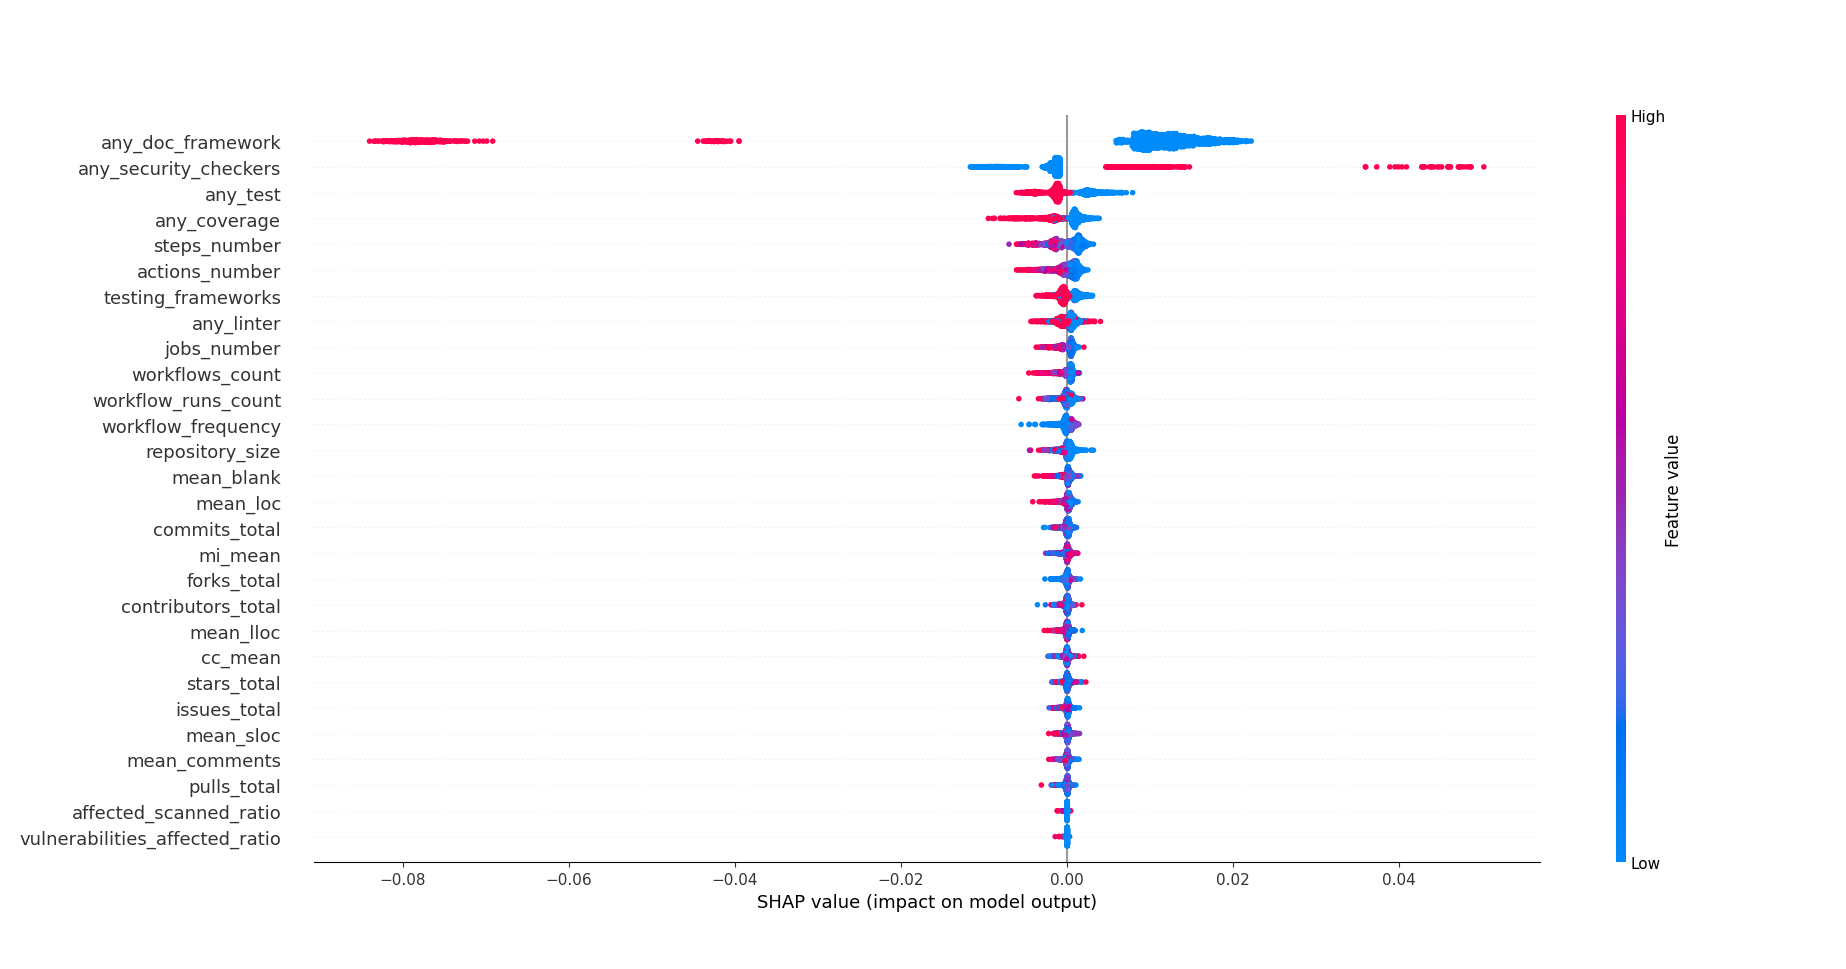 any_doc_framework
any_security_checkers
any_test
any_coverage
steps_number
actions_number
testing_frameworks
any_linter
jobs_number
workflows_count
workflow_runs_count
workflow_frequency
repository_size
mean_blank
mean_loc
commits_total
mi_mean
forks_total
contributors_total
mean_lloc
cc_mean
stars_total
issues_total
mean_sloc
mean_comments
pulls_total
affected_scanned_ratio
vulnerabilities_affected_ratio
−0.08 −0.06 −0.04 −0.02 0.00 0.02 0.04
SHAP value (impact on model output)
High
Feature value
Low